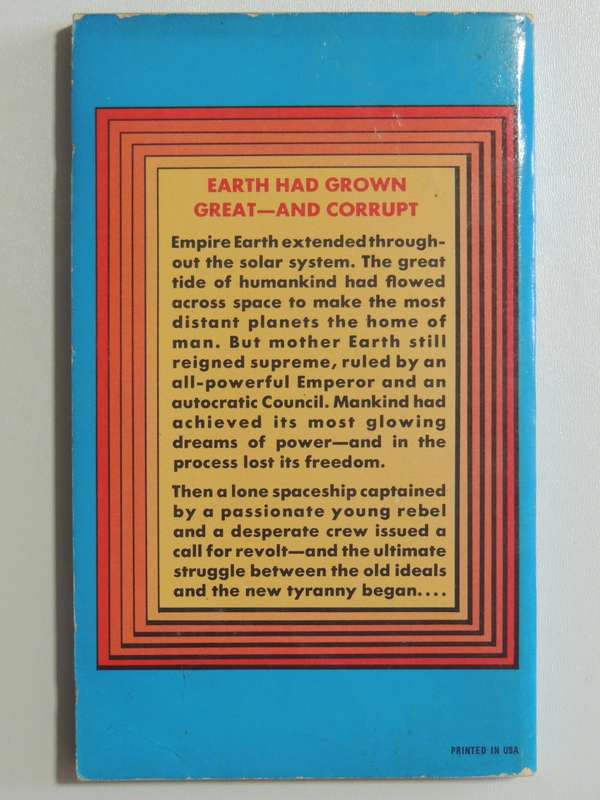 EARTH HAD GROWN
GREAT—AND CORRUPT
Empire Earth extended through-
out the solar system. The great
tide of humankind had flowed
across space to make the most
distant planets the home of
man. But mother Earth still
reigned supreme, ruled by an
all-powerful Emperor and an
autocratic Council. Mankind had
achieved its most glowing
dreams of power—and in the
process lost its freedom.
Then a lone spaceship captained
by a passionate young rebel
and a desperate crew issued a
call for revolt—and the ultimate
struggle between the old ideals
and the new tyranny began....
PRINTED IN USA